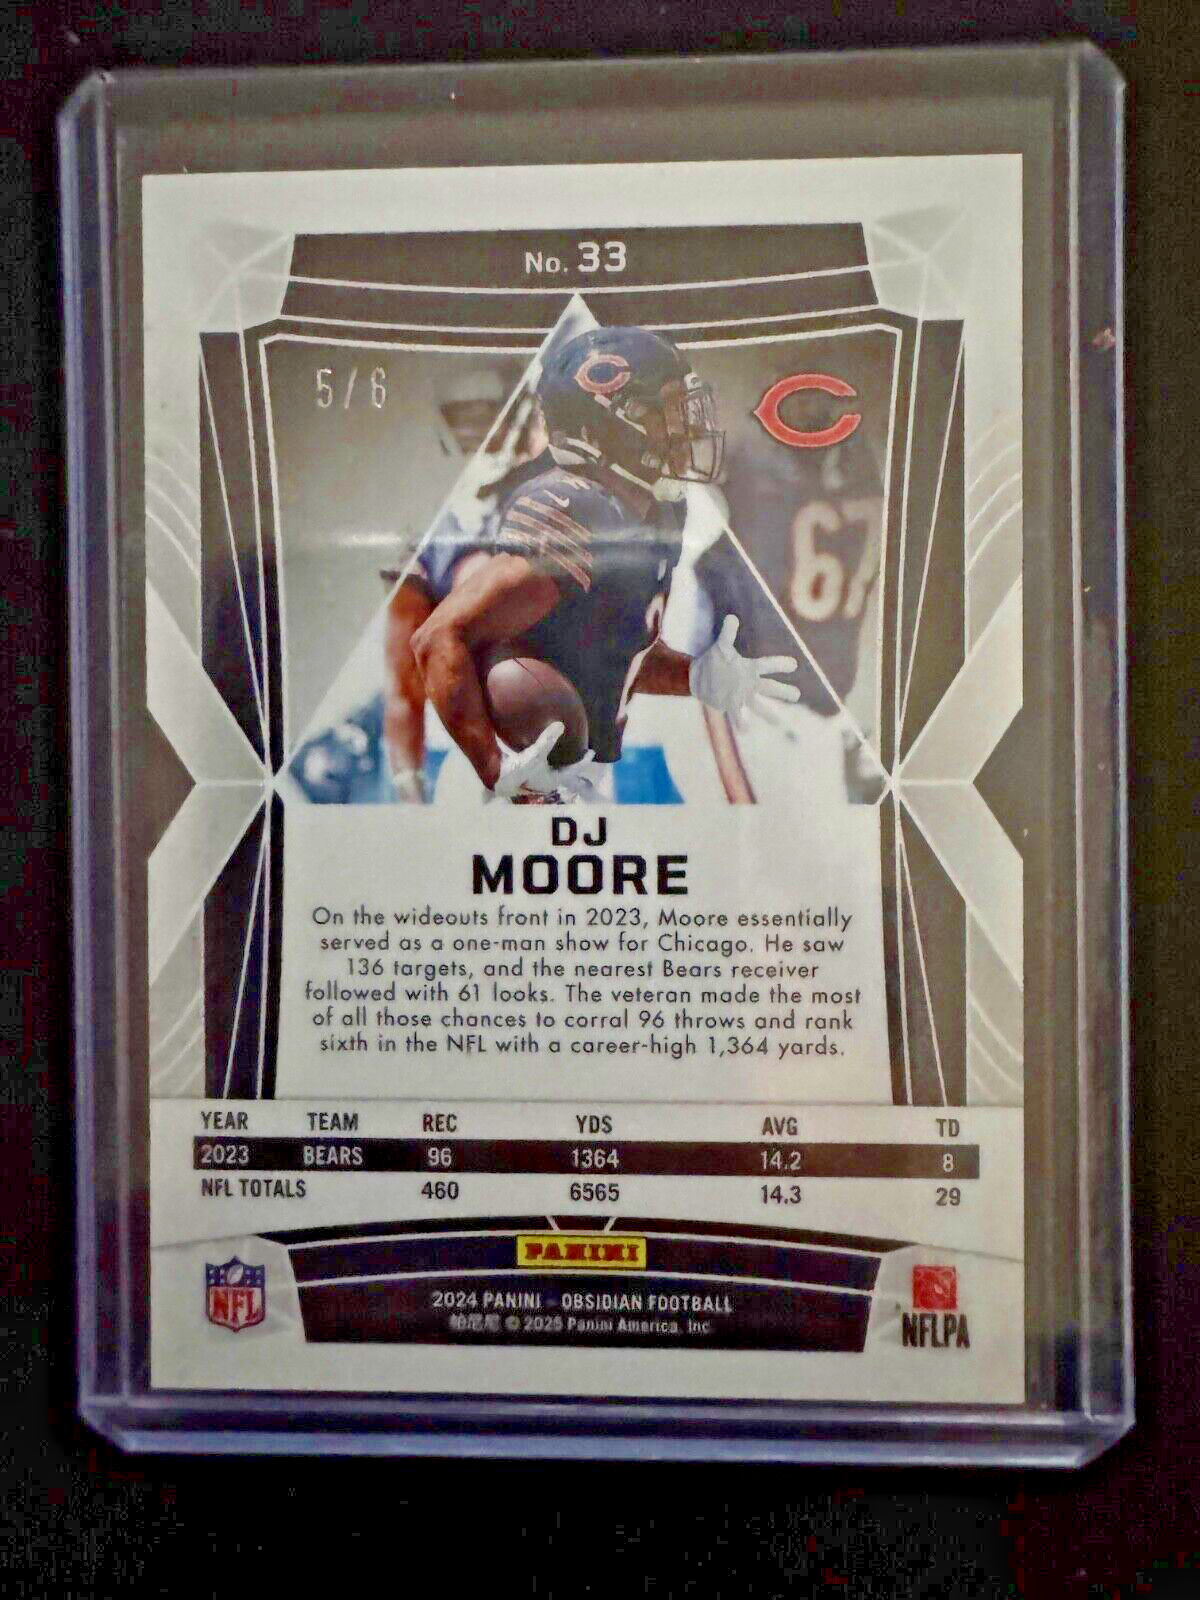 No. 33
5/6
67
DJ
MOORE
On the wideouts front in 2023, Moore essentially
served as a one-man show for Chicago. He saw
136 targets, and the nearest Bears receiver
followed with 61 looks. The veteran made the most
of all those chances to corral 96 throws and rank
sixth in the NFL with a career-high 1,364 yards.
YEAR TEAM REC YDS AVG TD
2023 BEARS 96 1364 14.2 8
NFL TOTALS 460 6565 14.3 29
PANINI
NFL
2024 PANINI - OBSIDIAN FOOTBALL
© 2025 Panini America, Inc.
NFLPA